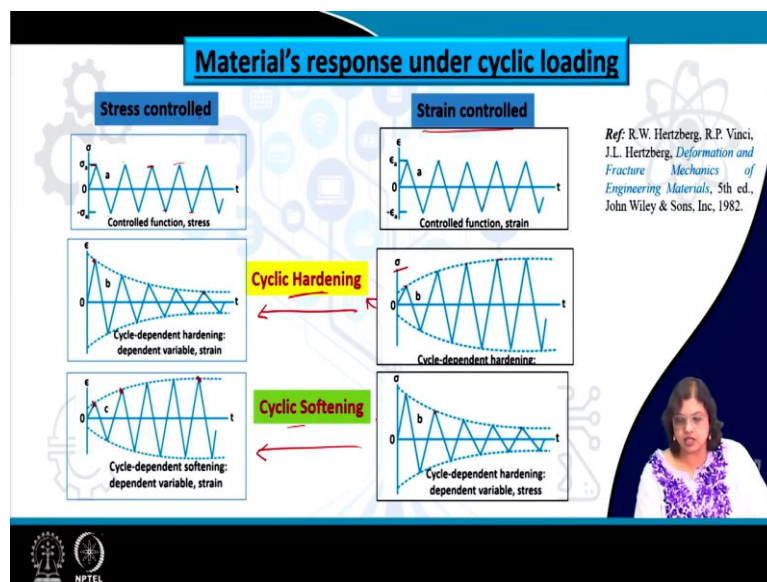 Material's response under cyclic loading
Stress controlled
Strain controlled
σ
σa
a
0
t
-σa
Controlled function, stress
ε
εa
a
0
t
-εa
Controlled function, strain
Ref: R.W. Hertzberg, R.P. Vinci,
J.L. Hertzberg, Deformation and
Fracture Mechanics of
Engineering Materials, 5th ed.,
John Wiley & Sons, Inc, 1982.
ε
b
0
t
Cycle-dependent hardening:
dependent variable, strain
Cyclic Hardening
σ
b
0
t
Cycle-dependent hardening:
ε
c
0
t
Cycle-dependent softening:
dependent variable, strain
Cyclic Softening
σ
b
0
t
Cycle-dependent hardening:
dependent variable, stress
NPTEL